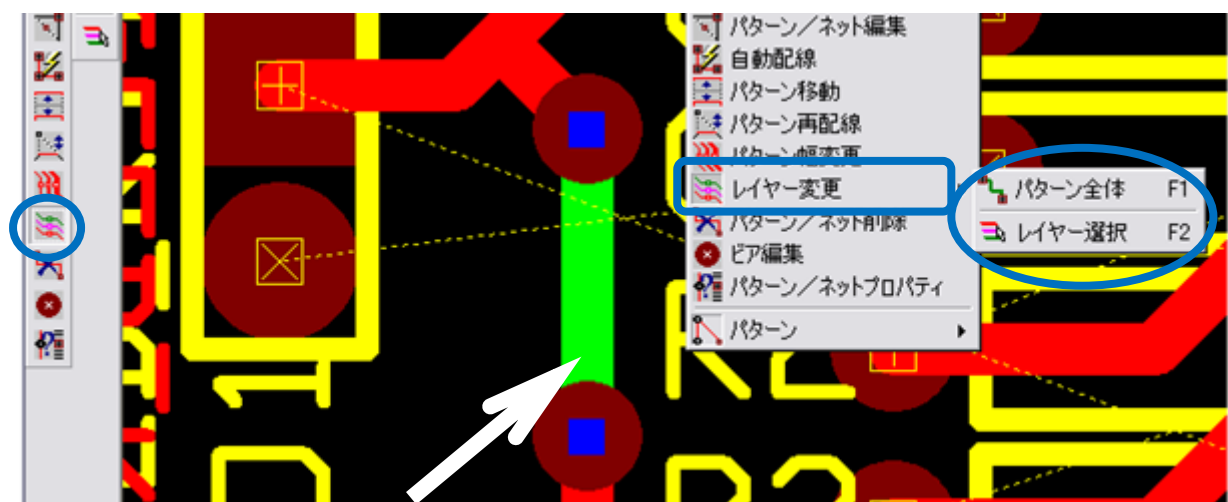 パターン/ネット編集
自動配線
パターン移動
パターン再配線
パターン幅変更
レイヤー変更
パターン全体 F1
パターン/ネット削除
レイヤー選択 F2
ビア編集
パターン/ネットプロパティ
パターン
D1
R2